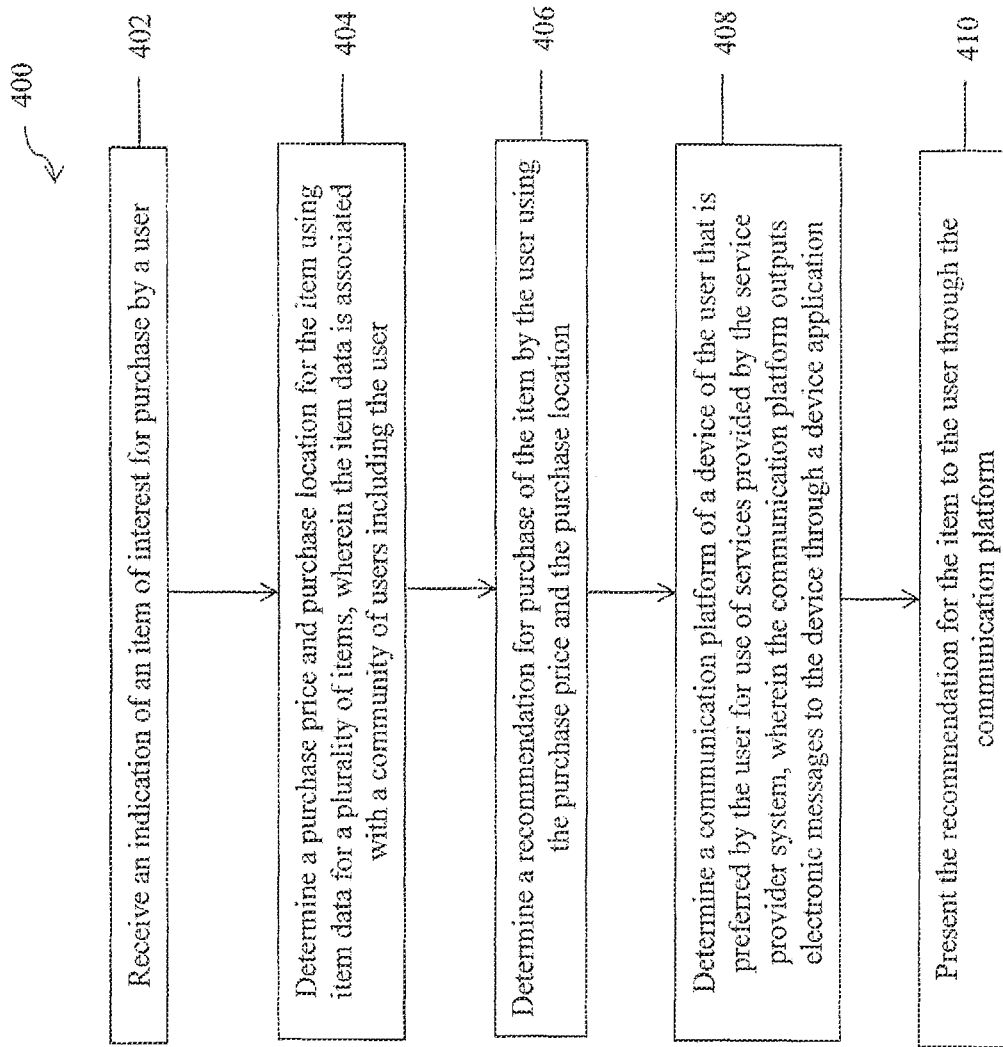 400
Receive an indication of an item of interest for purchase by a user
402
Determine a purchase price and purchase location for the item using
item data for a plurality of items, wherein the item data is associated
with a community of users including the user
404
Determine a recommendation for purchase of the item by the user using
the purchase price and the purchase location
406
Determine a communication platform of a device of the user that is
preferred by the user for use of services provided by the service
provider system, wherein the communication platform outputs
electronic messages to the device through a device application
408
Present the recommendation for the item to the user through the
communication platform
410